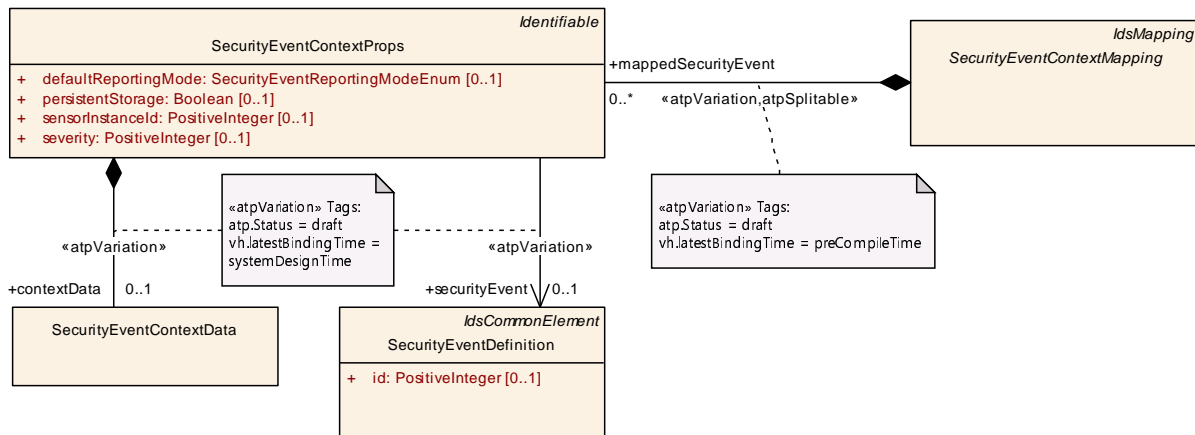 Identifiable
SecurityEventContextProps
+ defaultReportingMode: SecurityEventReportingModeEnum [0..1]
+ persistentStorage: Boolean [0..1]
+ sensorInstanceId: PositiveInteger [0..1]
+ severity: PositiveInteger [0..1]
+mappedSecurityEvent
0..*
«atpVariation,atpSplitable»
IdsMapping
SecurityEventContextMapping
«atpVariation» Tags:
atp.Status = draft
vh.latestBindingTime =
systemDesignTime
«atpVariation» Tags:
atp.Status = draft
vh.latestBindingTime = preCompileTime
«atpVariation»
«atpVariation»
+contextData
0..1
+securityEvent
0..1
SecurityEventContextData
IdsCommonElement
SecurityEventDefinition
+ id: PositiveInteger [0..1]